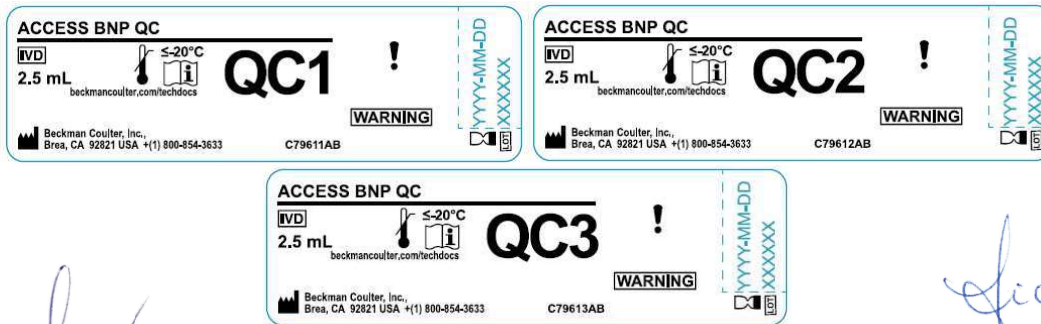 ACCESS BNP QC
IVD
≤-20°C
2.5 mL
beckmancoulter,com/techdocs
QC1
!
WARNING
Beckman Coulter, Inc.,
Brea, CA 92821 USA +(1) 800-854-3633
C79611AB
YYYY-MM-DD
XXXXXX
LOT
ACCESS BNP QC
IVD
≤-20°C
2.5 mL
beckmancoulter,com/techdocs
QC2
!
WARNING
Beckman Coulter, Inc.,
Brea, CA 92821 USA +(1) 800-854-3633
C79612AB
YYYY-MM-DD
XXXXXX
LOT
ACCESS BNP QC
IVD
≤-20°C
2.5 mL
beckmancoulter,com/techdocs
QC3
!
WARNING
Beckman Coulter, Inc.,
Brea, CA 92821 USA +(1) 800-854-3633
C79613AB
YYYY-MM-DD
XXXXXX
LOT